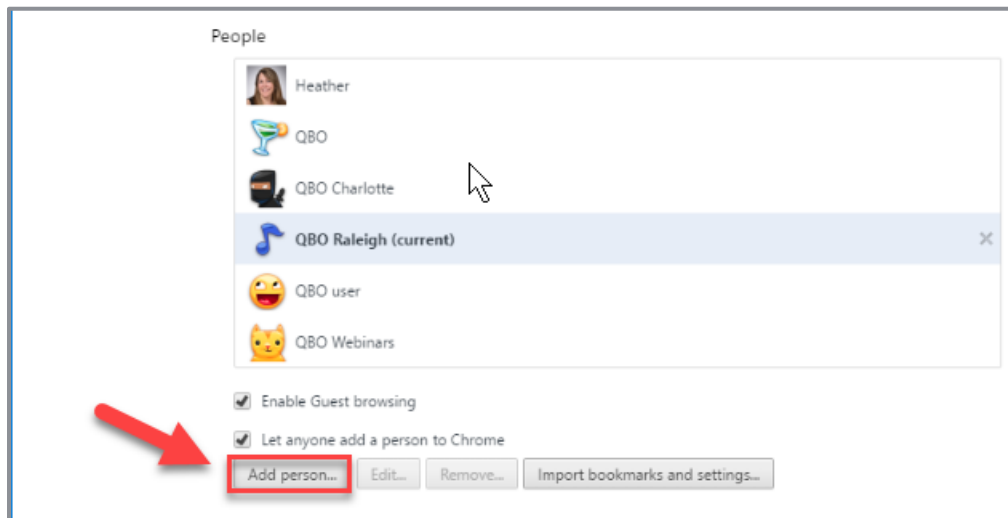 People
Heather
QBO
QBO Charlotte
QBO Raleigh (current)
QBO user
QBO Webinars
Enable Guest browsing
Let anyone add a person to Chrome
Add person... Edit... Remove... Import bookmarks and settings...